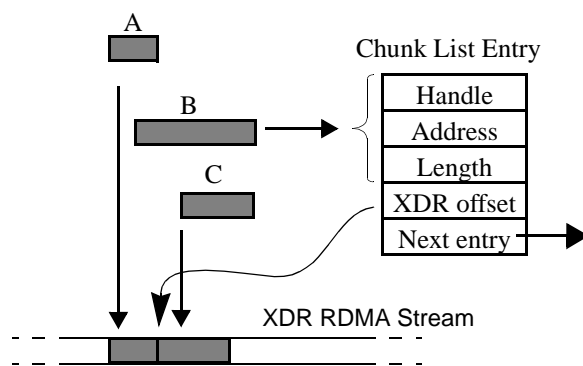 A
Chunk List Entry
Handle
B
Address
Length
C
XDR offset
Next entry
XDR RDMA Stream